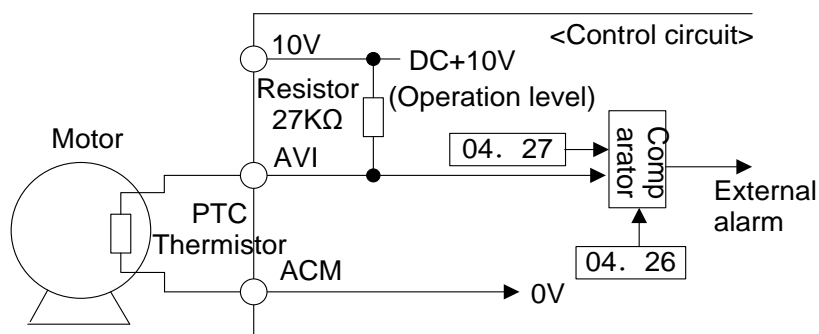 <Control circuit>
10V
DC+10V
Resistor
27KΩ
(Operation level)
Motor
AVI
04. 27
Comp
arator
External
alarm
PTC
Thermistor
ACM
04. 26
0V